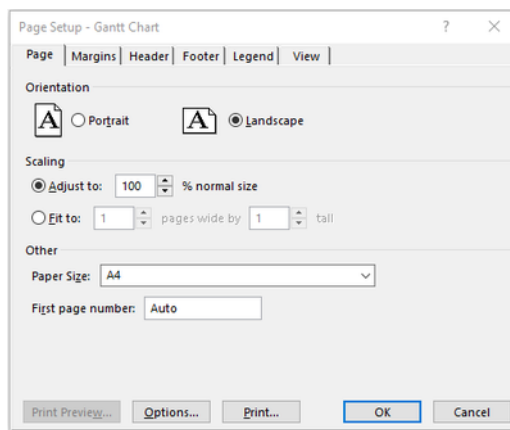 Page Setup - Gantt Chart ? ×
Page Margins Header Footer Legend View
Orientation
A Portrait A Landscape
Scaling
Adjust to: 100 % normal size
Fit to: 1 pages wide by 1 tall
Other
Paper Size: A4
First page number: Auto
Print Preview... Options... Print... OK Cancel